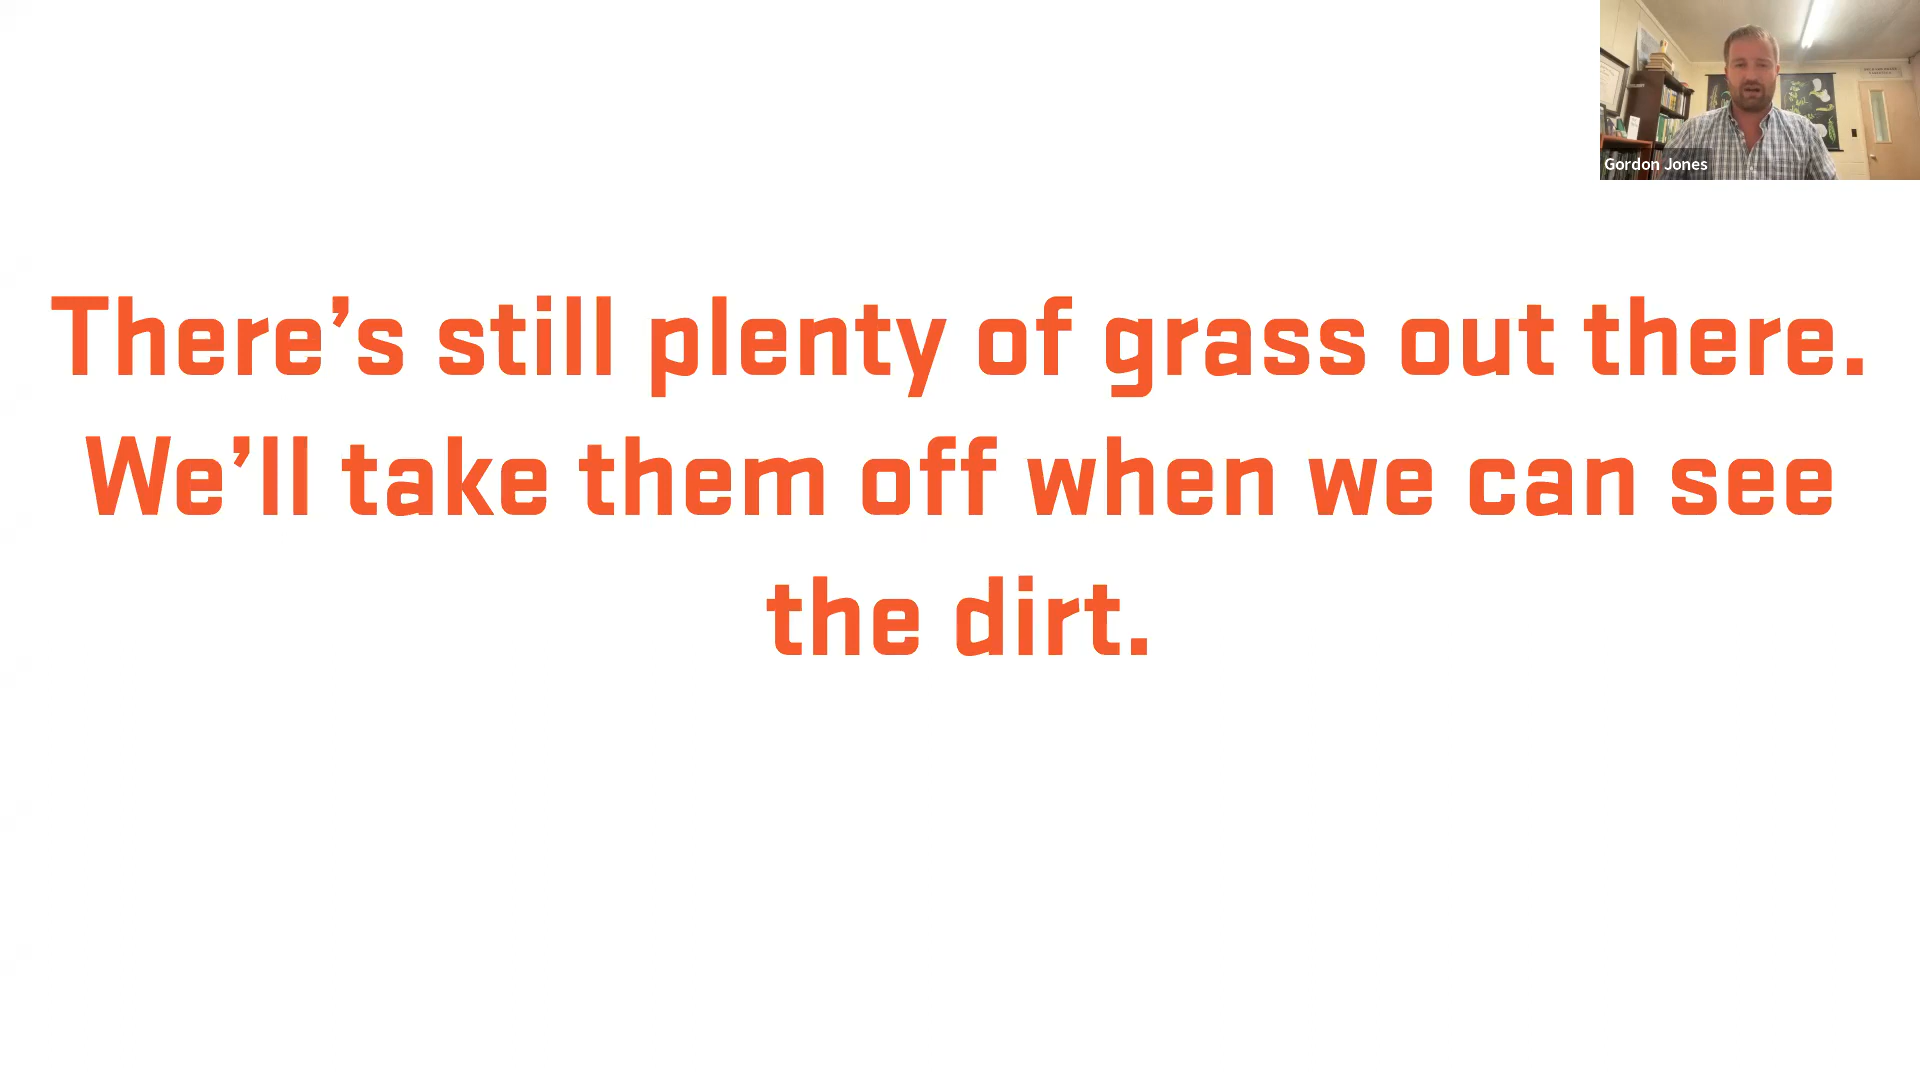 There’s still plenty of grass out there.
We’ll take them off when we can see
the dirt.
Gordon Jones